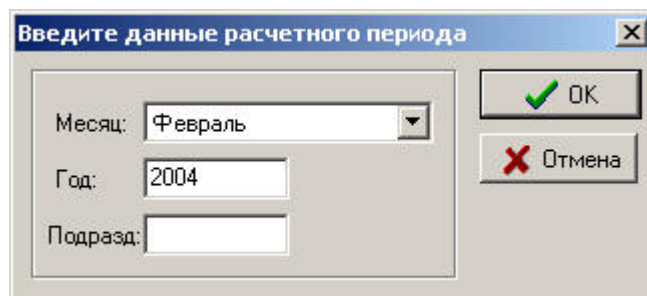 Введите данные расчетного периода
Месяц: Февраль
OK
Год: 2004
Отмена
Подразд: